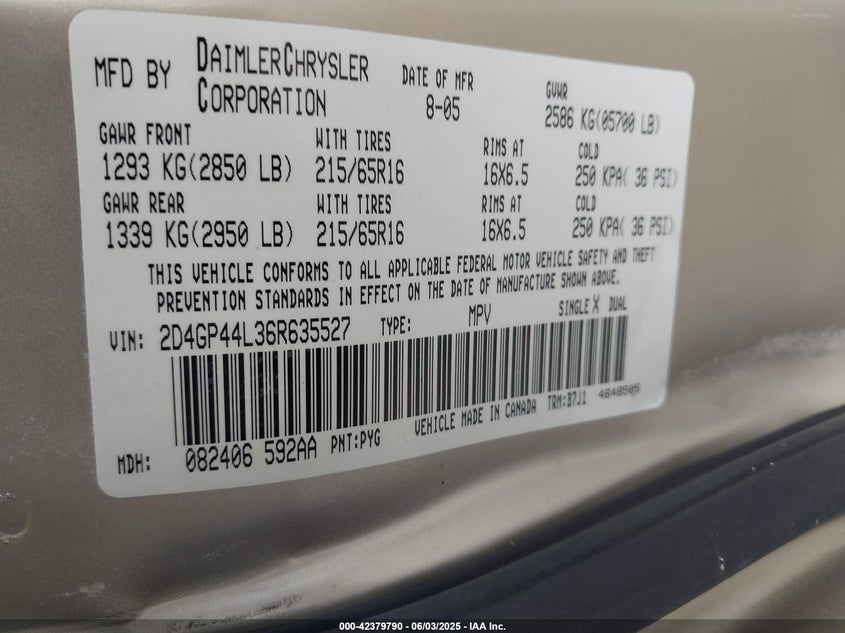 MFD BY DAIMLERCHRYSLER CORPORATION DATE OF MFR 8-05 GVWR 2586 KG(05700 LB)
GAWR FRONT WITH TIRES RIMS AT COLD
1293 KG(2850 LB) 215/65R16 16X6.5 250 KPA( 36 PSI)
GAWR REAR WITH TIRES RIMS AT COLD
1339 KG(2950 LB) 215/65R16 16X6.5 250 KPA( 36 PSI)
THIS VEHICLE CONFORMS TO ALL APPLICABLE FEDERAL MOTOR VEHICLE SAFETY AND THEFT
PREVENTION STANDARDS IN EFFECT ON THE DATE OF MANUFACTURE SHOWN ABOVE.
VIN: 2D4GP44L36R635527 TYPE: MPV SINGLE X DUAL
MDH: 082406 592AA PNT:PYG VEHICLE MADE IN CANADA TRM:B7J1 4648505
000-42379790 - 06/03/2025 - IAA Inc.